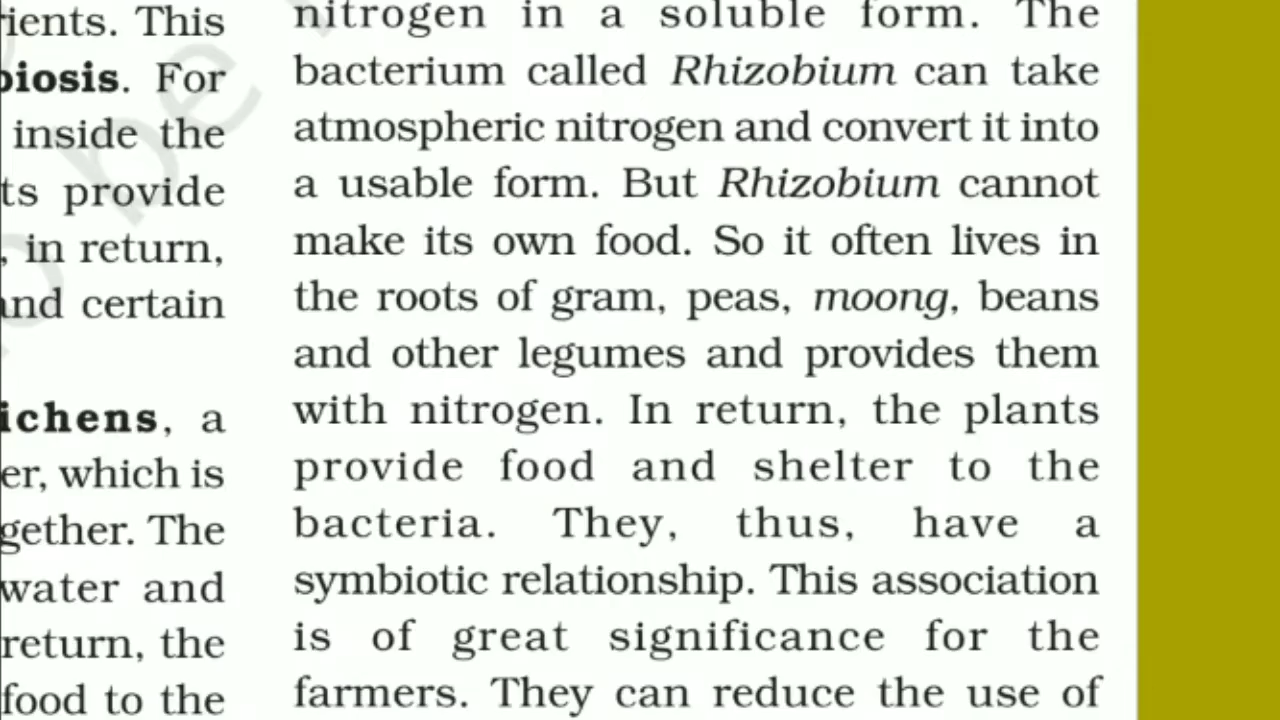 This
biosis. For
inside the
provide
, in return,
and certain
a
er, which is
The
water and
return, the
food to the
nitrogen in a soluble form. The
bacterium called Rhizobium can take
atmospheric nitrogen and convert it into
a usable form. But Rhizobium cannot
make its own food. So it often lives in
the roots of gram, peas, moong, beans
and other legumes and provides them
with nitrogen. In return, the plants
provide food and shelter to the
bacteria. They, thus, have a
symbiotic relationship. This association
is of great significance for the
farmers. They can reduce the use of